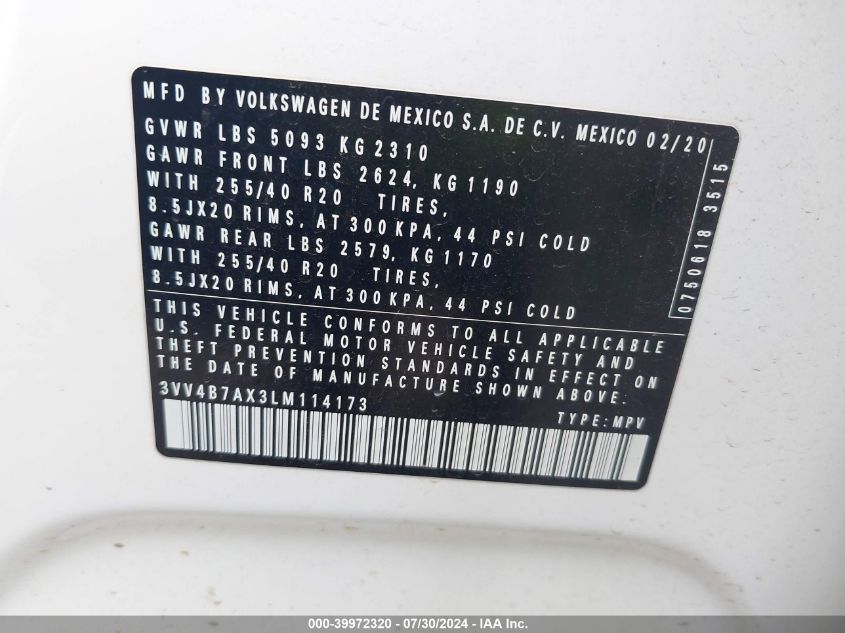 MFD BY VOLKSWAGEN DE MEXICO S.A. DE C.V. MEXICO 02/20
GVWR LBS 5093 KG 2310
GAWR FRONT LBS 2624, KG 1190
WITH 255/40 R20 TIRES,
8.5JX20 RIMS, AT 300 KPA, 44 PSI COLD
GAWR REAR LBS 2579, KG 1170
WITH 255/40 R20 TIRES,
8.5JX20 RIMS, AT 300 KPA, 44 PSI COLD
0750618 3515
THIS VEHICLE CONFORMS TO ALL APPLICABLE
U.S. FEDERAL MOTOR VEHICLE SAFETY AND
THEFT PREVENTION STANDARDS IN EFFECT ON
THE DATE OF MANUFACTURE SHOWN ABOVE:
3VV4B7AX3LM114173
TYPE: MPV
000-39972320 - 07/30/2024 - IAA Inc.